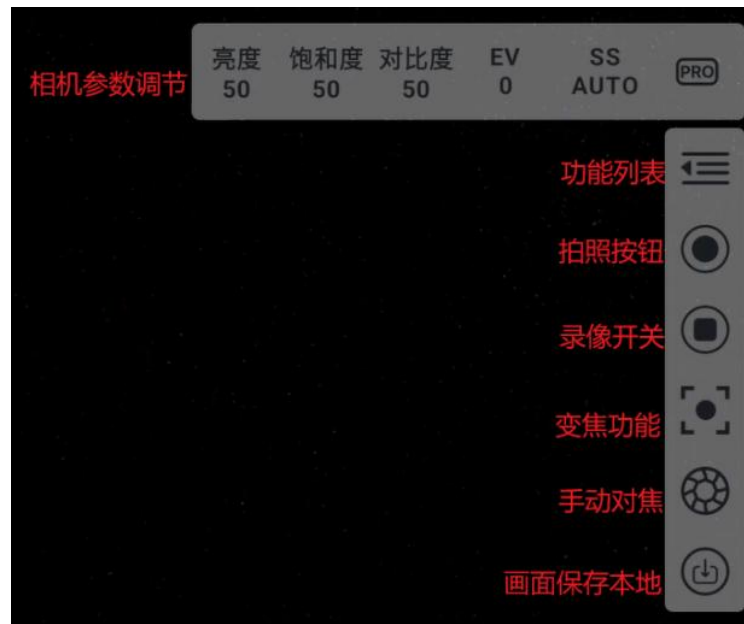 相机参数调节
亮度 饱和度 对比度 EV SS
50 50 50 0 AUTO
PRO
功能列表
拍照按钮
录像开关
变焦功能
手动对焦
画面保存本地